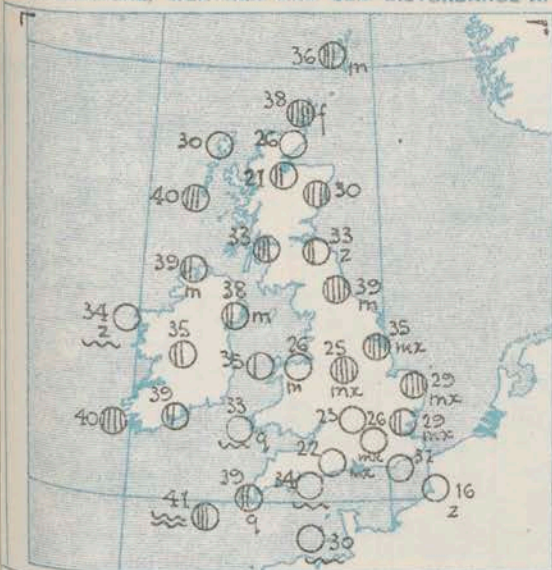 36 m
38 f
30 26
21
40 30
33 33 z
39 m 39 m
34 z 38 m
35 35 mx
35 26 m 25 mx
29 mx
40 39 33 q 23 26 mx 29 mx
22 mx 32
39 q 34 16 z
41
30